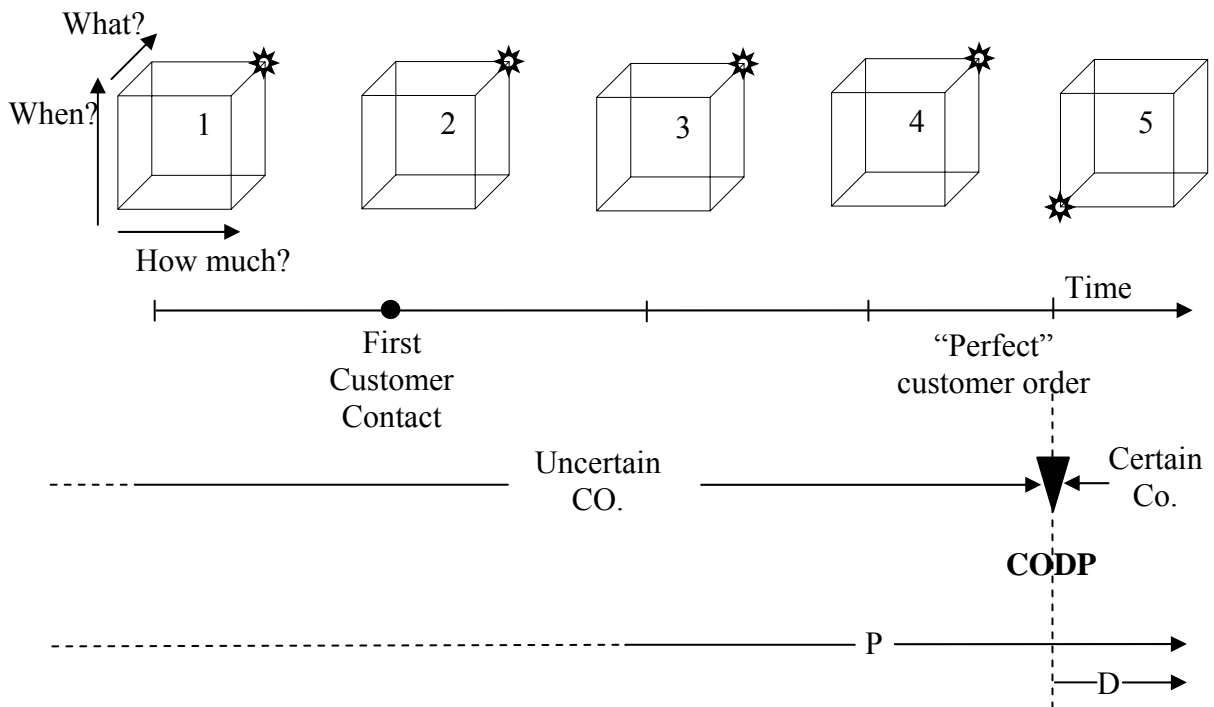 What?
When?
1
2
3
4
5
How much?
Time
First
Customer
Contact
“Perfect”
customer order
Uncertain
CO.
Certain
Co.
CODP
P
D